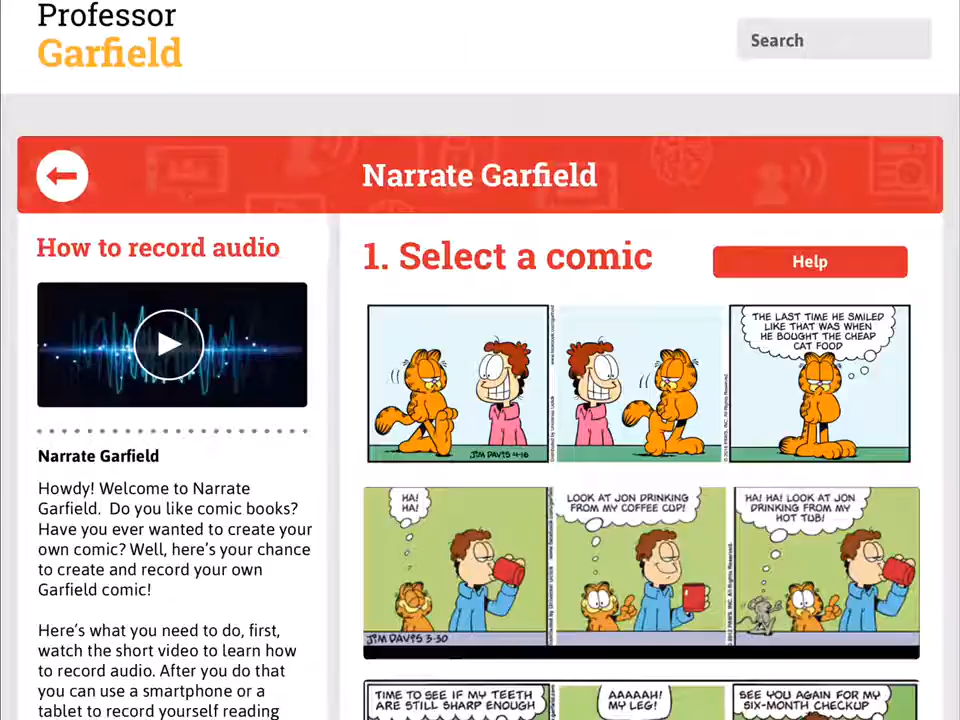 Professor
Garfield
Search
Narrate Garfield
How to record audio
Narrate Garfield
Howdy! Welcome to Narrate
Garfield.  Do you like comic books?
Have you ever wanted to create your
own comic? Well, here's your chance
to create and record your own
Garfield comic!
Here's what you need to do, first,
watch the short video to learn how
to record audio. After you do that
you can use a smartphone or a
tablet to record yourself reading
1. Select a comic
Help
JIM DAVIS 4-16
THE LAST TIME HE SMILED
LIKE THAT WAS WHEN
HE BOUGHT THE CHEAP
CAT FOOD
HA!
HA!
JIM DAVIS 3-30
LOOK AT JON DRINKING
FROM MY COFFEE CUP!
HA! HA! LOOK AT JON
DRINKING FROM MY
HOT TUB!
TIME TO SEE IF MY TEETH
ARE STILL SHARP ENOUGH
AAAAAH!
MY LEG!
SEE YOU AGAIN FOR MY
SIX-MONTH CHECKUP